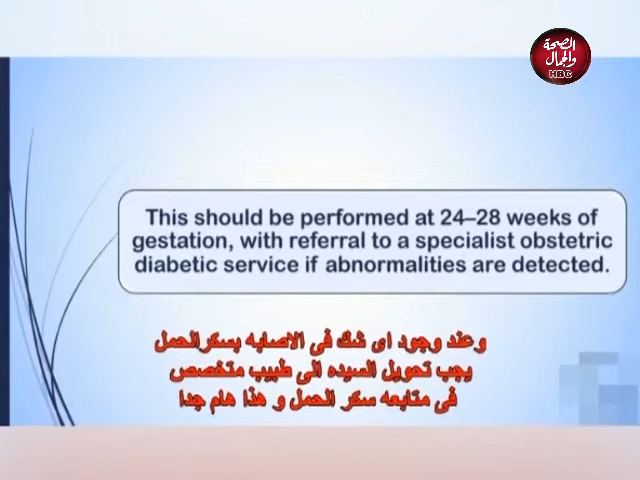 الصحة
والجمال
HBC
This should be performed at 24–28 weeks of
gestation, with referral to a specialist obstetric
diabetic service if abnormalities are detected.
وعند وجود اى شك فى الاصابه بسكرالحمل
يجب تحويل السيده الى طبيب متخصص
فى متابعه سكر الحمل و هذا هام جدا